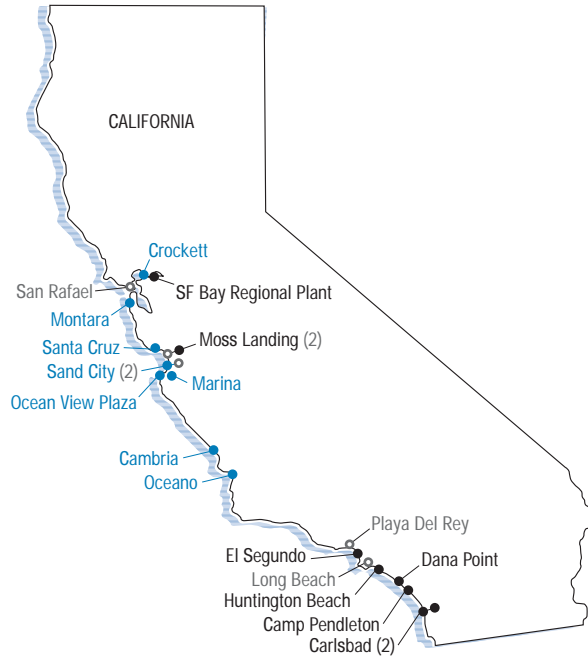 CALIFORNIA
Crockett
San Rafael
SF Bay Regional Plant
Montara
Santa Cruz
Moss Landing (2)
Sand City (2)
Marina
Ocean View Plaza
Cambria
Oceano
Playa Del Rey
El Segundo
Dana Point
Long Beach
Huntington Beach
Camp Pendleton
Carlsbad (2)